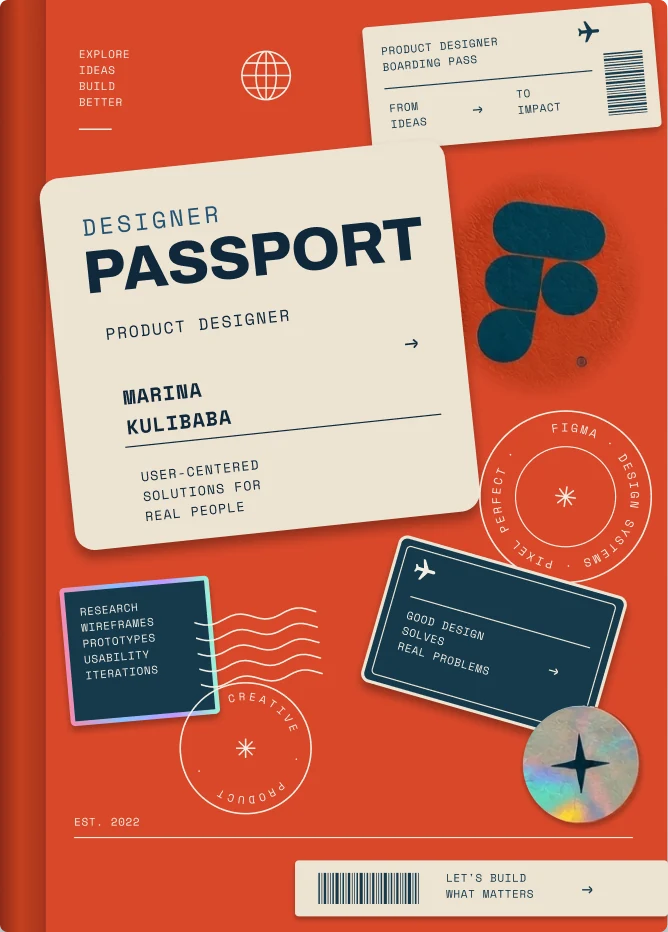 EXPLORE
IDEAS
BUILD
BETTER
PRODUCT DESIGNER
BOARDING PASS
FROM
IDEAS
→
TO
IMPACT
DESIGNER
PASSPORT
PRODUCT DESIGNER
→
MARINA
KULIBABA
USER-CENTERED
SOLUTIONS FOR
REAL PEOPLE
®
FIGMA · DESIGN SYSTEMS · PIXEL PERFECT ·
RESEARCH
WIREFRAMES
PROTOTYPES
USABILITY
ITERATIONS
GOOD DESIGN
SOLVES
REAL PROBLEMS
→
CREATIVE · PRODUCT ·
EST. 2022
LET'S BUILD
WHAT MATTERS
→